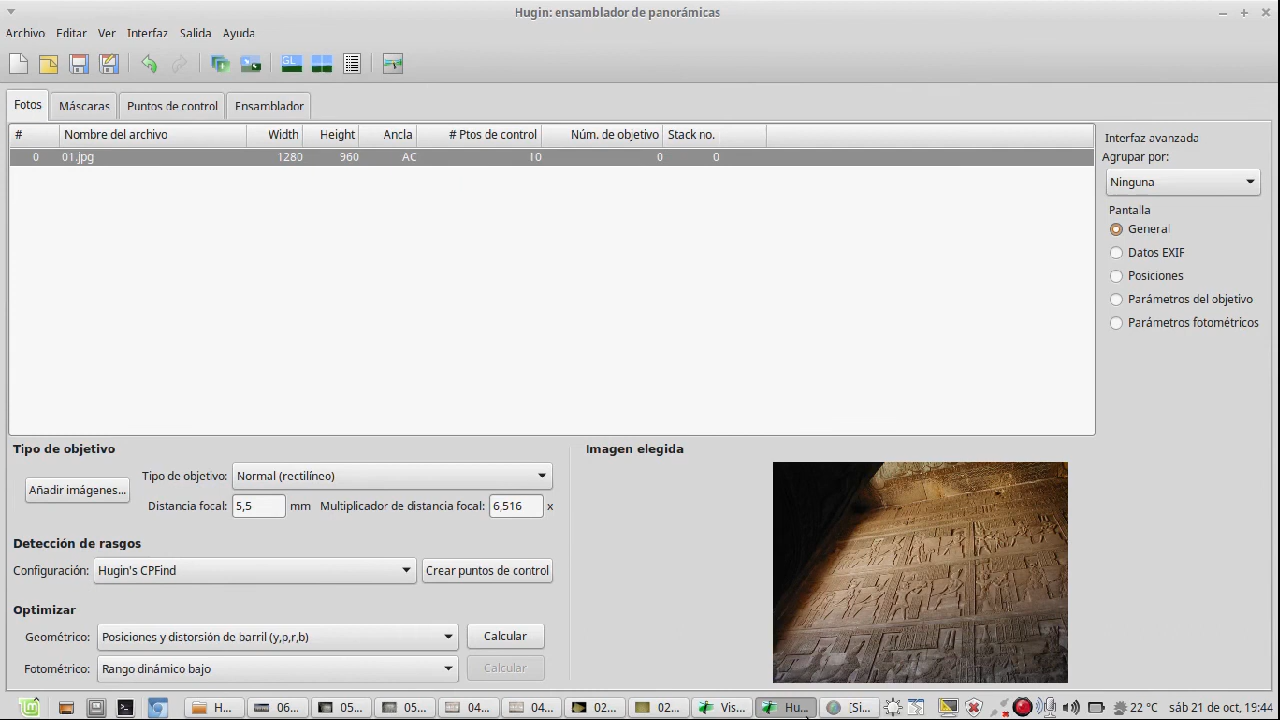 Hugin: ensamblador de panorámicas
Archivo Editar Ver Interfaz Salida Ayuda
GL
Fotos Máscaras Puntos de control Ensamblador
# Nombre del archivo Width Height Ancla # Ptos de control Núm. de objetivo Stack no.
0 01.jpg 1280 960 AC 10 0 0
Interfaz avanzada
Agrupar por:
Ninguna
Pantalla
General
Datos EXIF
Posiciones
Parámetros del objetivo
Parámetros fotométricos
Tipo de objetivo
Añadir imágenes...
Tipo de objetivo: Normal (rectilíneo)
Distancia focal: 5,5 mm Multiplicador de distancia focal: 6,516 x
Detección de rasgos
Configuración: Hugin's CPFind Crear puntos de control
Optimizar
Geométrico: Posiciones y distorsión de barril (y,p,r,b) Calcular
Fotométrico: Rango dinámico bajo Calcular
Imagen elegida
H... 06... 05... 05... 04... 04... 02... 02... Vis... Hu... [Sí... 22 °C sáb 21 de oct, 19:44